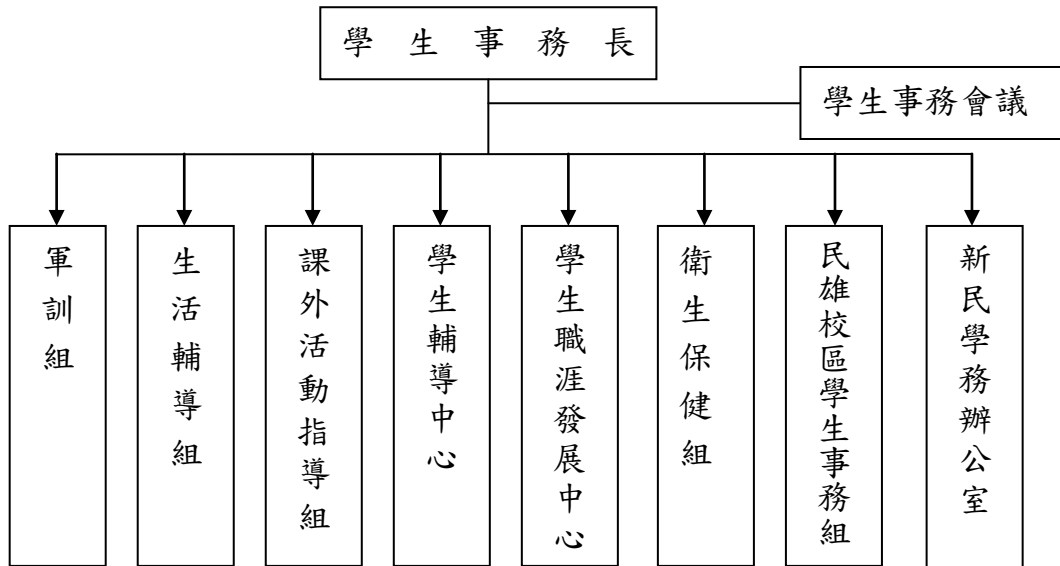 學生事務長
學生事務會議
軍訓組
生活輔導組
課外活動指導組
學生輔導中心
學生職涯發展中心
衛生保健組
民雄校區學生事務組
新民學務辦公室